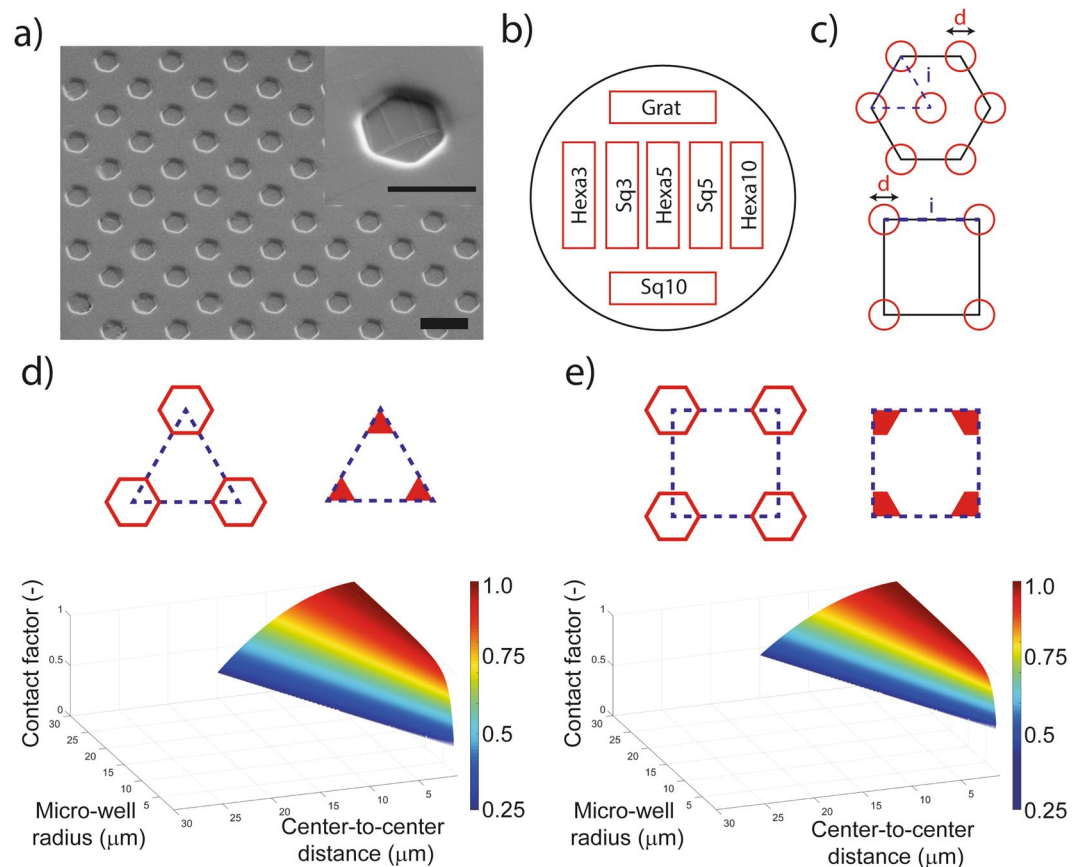 a)
b)
Grat
Hexa3
Sq3
Hexa5
Sq5
Hexa10
Sq10
c)
d
i
d
i
d)
e)
Contact factor (-)
1
0.5
0
30
25
20
15
10
5
Micro-well
radius (μm)
30
25
20
15
10
5
Center-to-center
distance (μm)
1.0
0.75
0.5
0.25
Contact factor (-)
1
0.5
0
30
25
20
15
10
5
Micro-well
radius (μm)
30
25
20
15
10
5
Center-to-center
distance (μm)
1.0
0.75
0.5
0.25